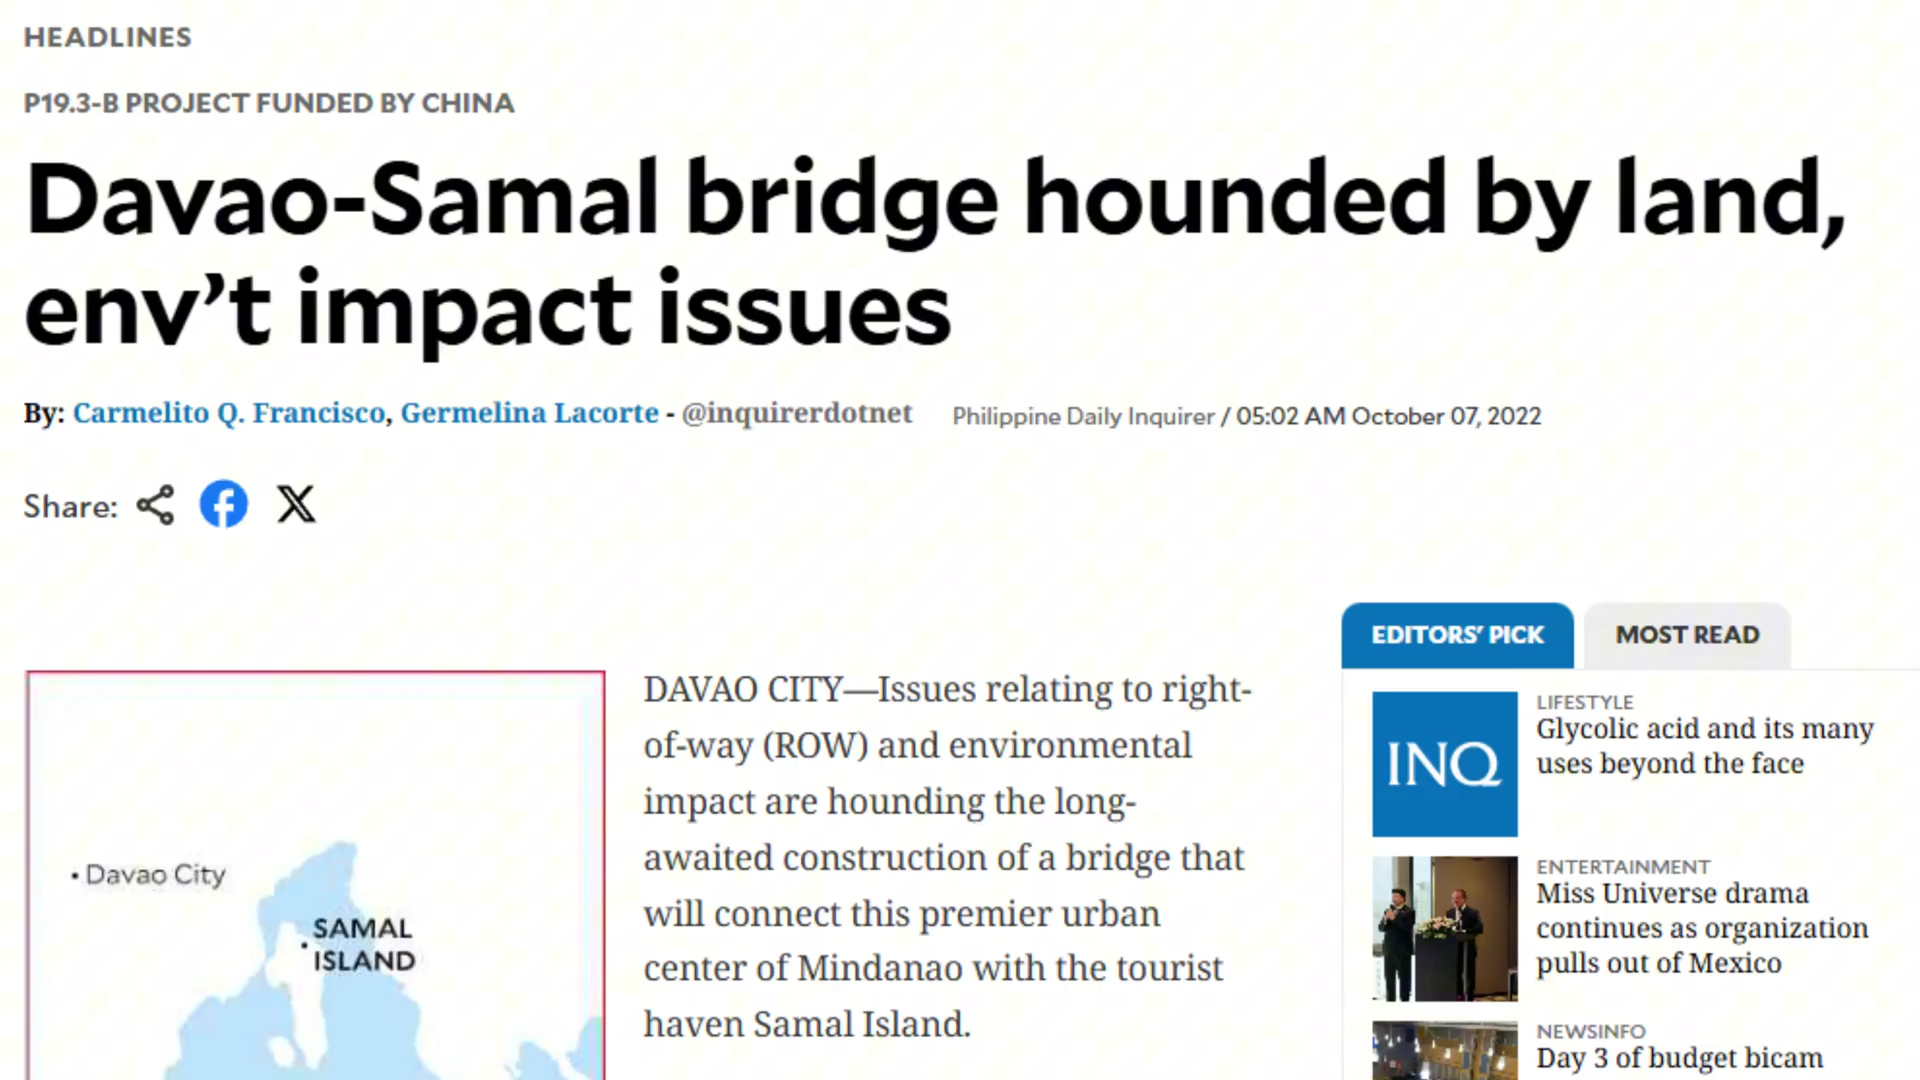 HEADLINES
P19.3-B PROJECT FUNDED BY CHINA
Davao-Samal bridge hounded by land,
env’t impact issues
By: Carmelito Q. Francisco, Germelina Lacorte - @inquirerdotnet
Philippine Daily Inquirer / 05:02 AM October 07, 2022
Share:
Davao City
SAMAL
ISLAND
DAVAO CITY—Issues relating to right-
of-way (ROW) and environmental
impact are hounding the long-
awaited construction of a bridge that
will connect this premier urban
center of Mindanao with the tourist
haven Samal Island.
EDITORS’ PICK
MOST READ
INQ
LIFESTYLE
Glycolic acid and its many
uses beyond the face
ENTERTAINMENT
Miss Universe drama
continues as organization
pulls out of Mexico
NEWSINFO
Day 3 of budget bicam